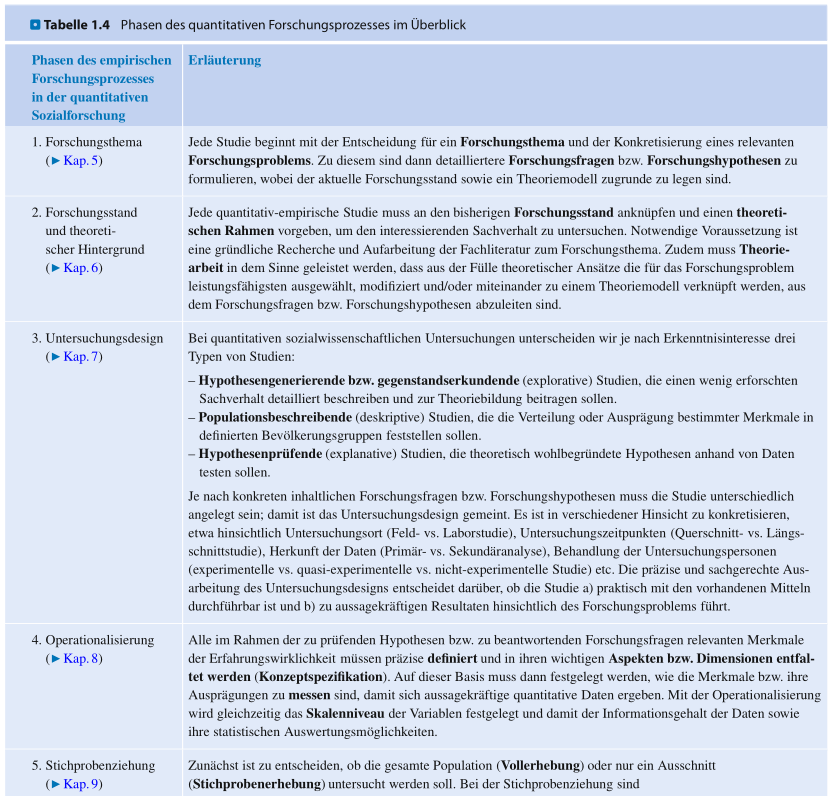 Tabelle 1.4 Phasen des quantitativen Forschungsprozesses im Überblick
Phasen des empirischen
Forschungsprozesses
in der quantitativen
Sozialforschung
Erläuterung
1. Forschungsthema
(▶ Kap. 5)
Jede Studie beginnt mit der Entscheidung für ein Forschungsthema und der Konkretisierung eines relevanten
Forschungsproblems. Zu diesem sind dann detailliertere Forschungsfragen bzw. Forschungshypothesen zu
formulieren, wobei der aktuelle Forschungsstand sowie ein Theoriemodell zugrunde zu legen sind.
2. Forschungsstand
und theoreti-
scher Hintergrund
(▶ Kap. 6)
Jede quantitativ-empirische Studie muss an den bisherigen Forschungsstand anknüpfen und einen theoreti-
schen Rahmen vorgeben, um den interessierenden Sachverhalt zu untersuchen. Notwendige Voraussetzung ist
eine gründliche Recherche und Aufarbeitung der Fachliteratur zum Forschungsthema. Zudem muss Theorie-
arbeit in dem Sinne geleistet werden, dass aus der Fülle theoretischer Ansätze die für das Forschungsproblem
leistungsfähigsten ausgewählt, modifiziert und/oder miteinander zu einem Theoriemodell verknüpft werden, aus
dem Forschungsfragen bzw. Forschungshypothesen abzuleiten sind.
3. Untersuchungsdesign
(▶ Kap. 7)
Bei quantitativen sozialwissenschaftlichen Untersuchungen unterscheiden wir je nach Erkenntnisinteresse drei
Typen von Studien:
– Hypothesengenerierende bzw. gegenstandserkundende (explorative) Studien, die einen wenig erforschten
Sachverhalt detailliert beschreiben und zur Theoriebildung beitragen sollen.
– Populationsbeschreibende (deskriptive) Studien, die die Verteilung oder Ausprägung bestimmter Merkmale in
definierten Bevölkerungsgruppen feststellen sollen.
– Hypothesenprüfende (explanative) Studien, die theoretisch wohlbegründete Hypothesen anhand von Daten
testen sollen.
Je nach konkreten inhaltlichen Forschungsfragen bzw. Forschungshypothesen muss die Studie unterschiedlich
angelegt sein; damit ist das Untersuchungsdesign gemeint. Es ist in verschiedener Hinsicht zu konkretisieren,
etwa hinsichtlich Untersuchungsort (Feld- vs. Laborstudie), Untersuchungszeitpunkten (Querschnitt- vs. Längs-
schnittstudie), Herkunft der Daten (Primär- vs. Sekundäranalyse), Behandlung der Untersuchungspersonen
(experimentelle vs. quasi-experimentelle vs. nicht-experimentelle Studie) etc. Die präzise und sachgerechte Aus-
arbeitung des Untersuchungsdesigns entscheidet darüber, ob die Studie a) praktisch mit den vorhandenen Mitteln
durchführbar ist und b) zu aussagekräftigen Resultaten hinsichtlich des Forschungsproblems führt.
4. Operationalisierung
(▶ Kap. 8)
Alle im Rahmen der zu prüfenden Hypothesen bzw. zu beantwortenden Forschungsfragen relevanten Merkmale
der Erfahrungswirklichkeit müssen präzise definiert und in ihren wichtigen Aspekten bzw. Dimensionen entfal-
tet werden (Konzeptspezifikation). Auf dieser Basis muss dann festgelegt werden, wie die Merkmale bzw. ihre
Ausprägungen zu messen sind, damit sich aussagekräftige quantitative Daten ergeben. Mit der Operationalisierung
wird gleichzeitig das Skalenniveau der Variablen festgelegt und damit der Informationsgehalt der Daten sowie
ihre statistischen Auswertungsmöglichkeiten.
5. Stichprobenziehung
(▶ Kap. 9)
Zunächst ist zu entscheiden, ob die gesamte Population (Vollerhebung) oder nur ein Ausschnitt
(Stichprobenerhebung) untersucht werden soll. Bei der Stichprobenziehung sind